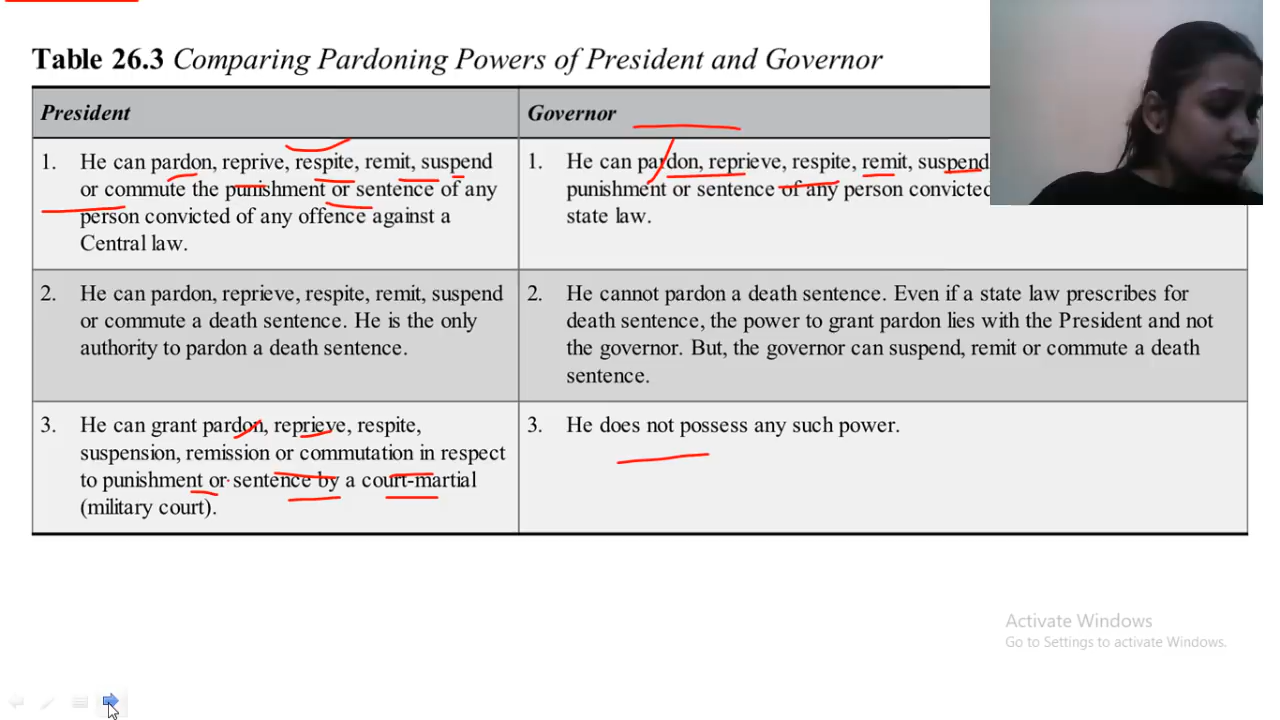 Table 26.3 Comparing Pardoning Powers of President and Governor
President
Governor
1. He can pardon, reprive, respite, remit, suspend
or commute the punishment or sentence of any
person convicted of any offence against a
Central law.
1. He can pardon, reprieve, respite, remit, suspend
punishment or sentence of any person convicted
state law.
2. He can pardon, reprieve, respite, remit, suspend
or commute a death sentence. He is the only
authority to pardon a death sentence.
2. He cannot pardon a death sentence. Even if a state law prescribes for
death sentence, the power to grant pardon lies with the President and not
the governor. But, the governor can suspend, remit or commute a death
sentence.
3. He can grant pardon, reprieve, respite,
suspension, remission or commutation in respect
to punishment or sentence by a court-martial
(military court).
3. He does not possess any such power.
Activate Windows
Go to Settings to activate Windows.